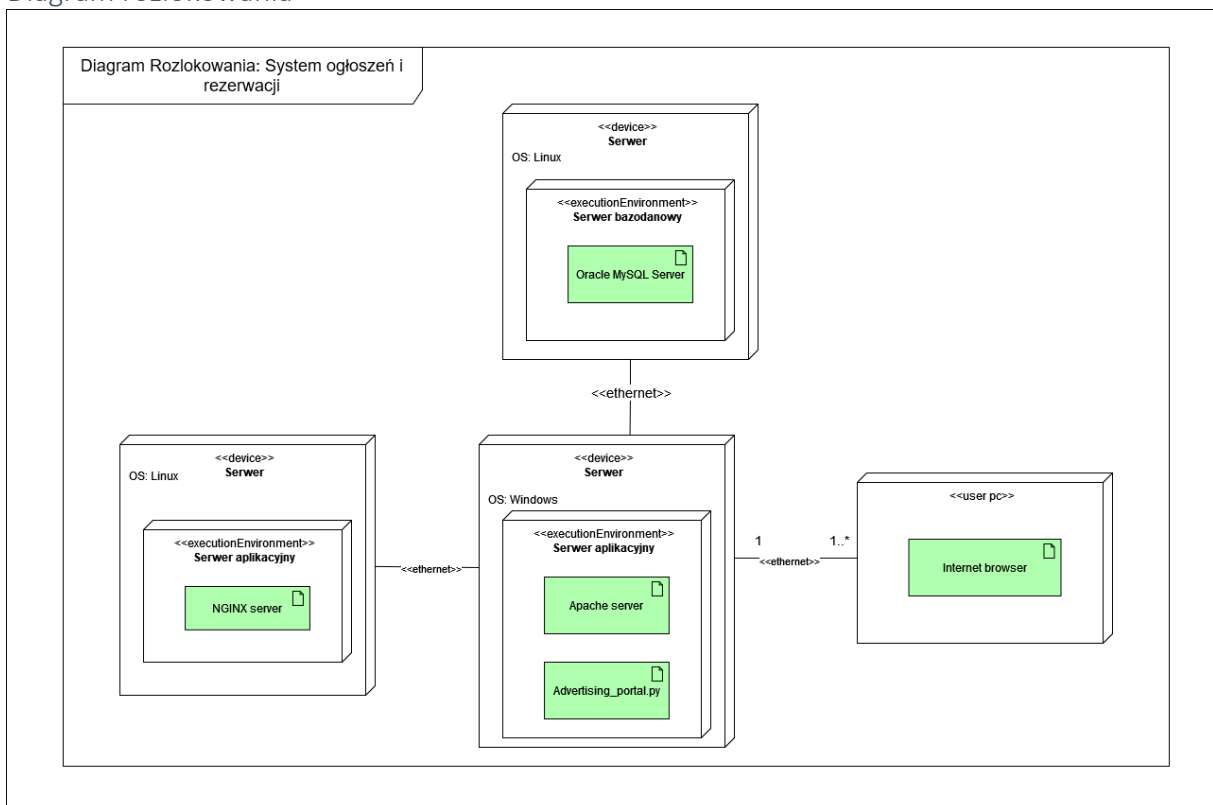 Diagram rozlokowania
Diagram Rozlokowania: System ogłoszeń i
rezerwacji
<<device>>
Serwer
OS: Linux
<<executionEnvironment>>
Serwer bazodanowy
Oracle MySQL Server
<<ethernet>>
<<device>>
Serwer
OS: Linux
<<executionEnvironment>>
Serwer aplikacyjny
NGINX server
<<ethernet>>
<<device>>
Serwer
OS: Windows
<<executionEnvironment>>
Serwer aplikacyjny
Apache server
Advertising_portal.py
1
1..*
<<ethernet>>
<<user pc>>
Internet browser